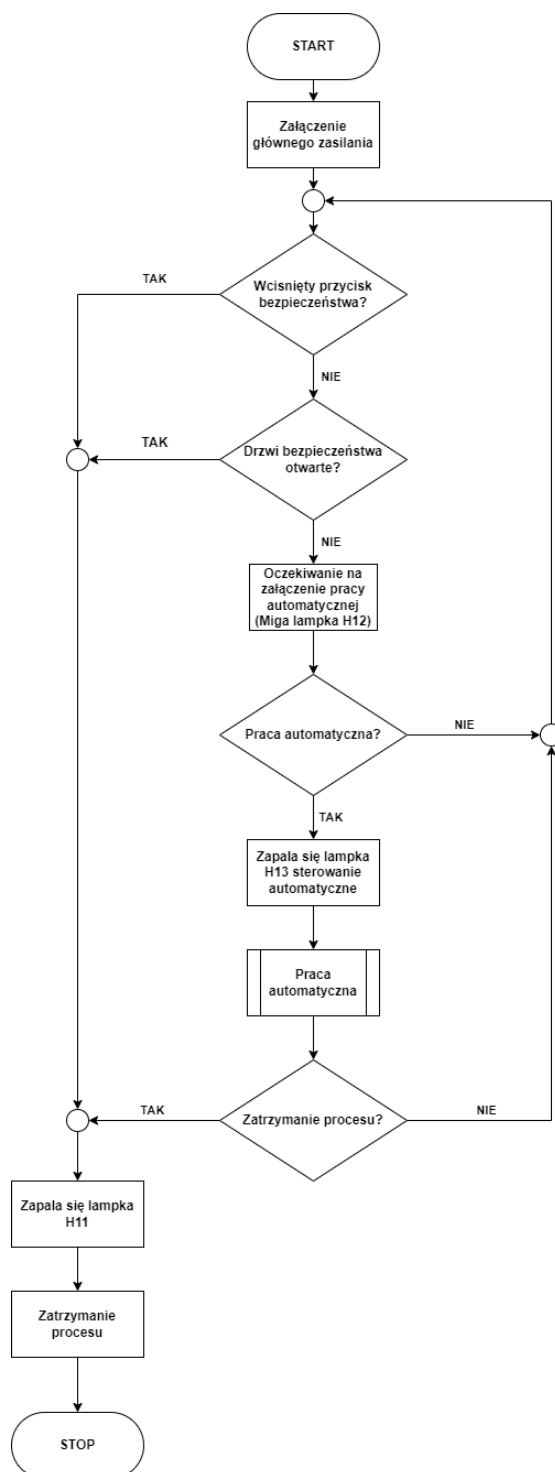 START
Załączenie
głównego zasilania
TAK
Wcisnięty przycisk
bezpieczeństwa?
NIE
TAK
Drzwi bezpieczeństwa
otwarte?
NIE
Oczekiwanie na
załączenie pracy
automatycznej
(Miga lampka H12)
Praca automatyczna?
NIE
TAK
Zapala się lampka
H13 sterowanie
automatyczne
Praca
automatyczna
TAK
Zatrzymanie procesu?
NIE
Zapala się lampka
H11
Zatrzymanie
procesu
STOP